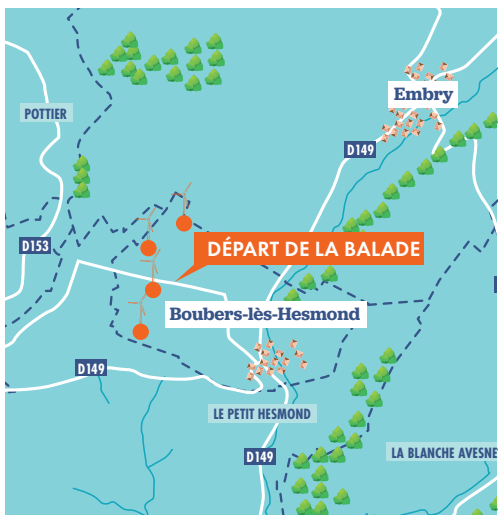 Embry
POTTIER
D149
D153
DÉPART DE LA BALADE
Boubers-lès-Hesmond
D149
LE PETIT HESMOND
D149
LA BLANCHE AVESNE